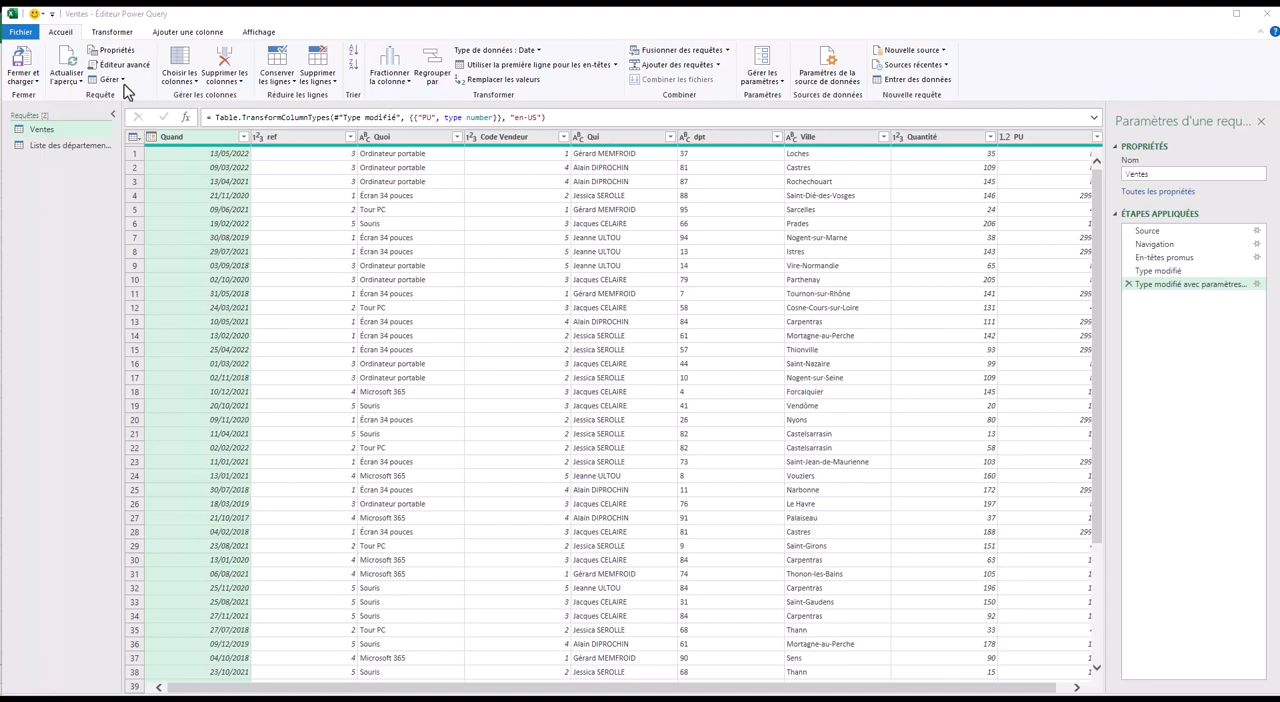 Ventes - Éditeur Power Query
Fichier Accueil Transformer Ajouter une colonne Affichage
Fermer et charger Actualiser l'aperçu Propriétés Éditeur avancé Gérer Choisir les colonnes Supprimer les colonnes Conserver les lignes Supprimer les lignes Fractionner la colonne Regrouper par Type de données : Date Utiliser la première ligne pour les en-têtes Remplacer les valeurs Fusionner des requêtes Ajouter des requêtes Combiner les fichiers Gérer les paramètres Paramètres de la source de données Nouvelle source Sources récentes Entrer des données
Fermer Requête Gérer les colonnes Réduire les lignes Trier Transformer Combiner Paramètres Sources de données Nouvelle requête
Requêtes [2]
Ventes
Liste des départemen...
= Table.TransformColumnTypes(#"Type modifié", {{"PU", type number}}, "en-US")
Quand ref Quoi Code Vendeur Qui dpt Ville Quantité PU
1 13/05/2022 3 Ordinateur portable 1 Gérard MEMFROID 37 Loches 35
2 09/03/2022 3 Ordinateur portable 4 Alain DIPROCHIN 81 Castres 109
3 13/04/2021 3 Ordinateur portable 4 Alain DIPROCHIN 87 Rochechouart 145
4 21/11/2020 1 Écran 34 pouces 2 Jessica SEROLLE 88 Saint-Dié-des-Vosges 146 299
5 09/06/2021 2 Tour PC 1 Gérard MEMFROID 95 Sarcelles 24
6 19/02/2022 5 Souris 3 Jacques CELAIRE 66 Prades 206 1
7 30/08/2019 1 Écran 34 pouces 5 Jeanne ULTOU 94 Nogent-sur-Marne 38 299
8 29/07/2021 1 Écran 34 pouces 5 Jeanne ULTOU 13 Istres 143 299
9 03/09/2018 3 Ordinateur portable 5 Jeanne ULTOU 14 Vire-Normandie 65
10 02/10/2020 3 Ordinateur portable 3 Jacques CELAIRE 79 Parthenay 205
11 31/05/2018 1 Écran 34 pouces 1 Gérard MEMFROID 7 Tournon-sur-Rhône 141 299
12 24/03/2021 2 Tour PC 3 Jacques CELAIRE 58 Cosne-Cours-sur-Loire 131
13 10/05/2021 1 Écran 34 pouces 4 Alain DIPROCHIN 84 Carpentras 111 299
14 13/02/2020 1 Écran 34 pouces 2 Jessica SEROLLE 61 Mortagne-au-Perche 142 299
15 25/04/2022 1 Écran 34 pouces 2 Jessica SEROLLE 57 Thionville 93 299
16 01/03/2022 3 Ordinateur portable 3 Jacques CELAIRE 44 Saint-Nazaire 99
17 02/11/2018 3 Ordinateur portable 2 Jessica SEROLLE 10 Nogent-sur-Seine 109
18 10/12/2021 4 Microsoft 365 3 Jacques CELAIRE 4 Forcalquier 145 1
19 20/10/2021 5 Souris 3 Jacques CELAIRE 41 Vendôme 20 1
20 09/11/2020 1 Écran 34 pouces 2 Jessica SEROLLE 26 Nyons 80 299
21 11/04/2021 5 Souris 2 Jessica SEROLLE 82 Castelsarrasin 13 1
22 02/02/2022 2 Tour PC 2 Jessica SEROLLE 82 Castelsarrasin 58
23 11/01/2021 1 Écran 34 pouces 2 Jessica SEROLLE 73 Saint-Jean-de-Maurienne 103 299
24 13/01/2021 4 Microsoft 365 5 Jeanne ULTOU 8 Vouziers 160 1
25 30/07/2018 1 Écran 34 pouces 4 Alain DIPROCHIN 11 Narbonne 172 299
26 18/03/2019 3 Ordinateur portable 3 Jacques CELAIRE 76 Le Havre 197
27 21/10/2017 4 Microsoft 365 4 Alain DIPROCHIN 91 Palaiseau 37 1
28 04/02/2018 1 Écran 34 pouces 3 Jacques CELAIRE 81 Castres 188 299
29 23/08/2021 2 Tour PC 2 Jessica SEROLLE 9 Saint-Girons 151
30 13/01/2020 4 Microsoft 365 3 Jacques CELAIRE 84 Carpentras 63 1
31 06/08/2021 4 Microsoft 365 1 Gérard MEMFROID 74 Thonon-les-Bains 105 1
32 25/11/2020 5 Souris 5 Jeanne ULTOU 84 Carpentras 196 1
33 25/08/2021 5 Souris 3 Jacques CELAIRE 31 Saint-Gaudens 150 1
34 27/11/2021 5 Souris 3 Jacques CELAIRE 84 Carpentras 92 1
35 27/07/2018 2 Tour PC 2 Jessica SEROLLE 68 Thann 33
36 09/12/2019 5 Souris 4 Alain DIPROCHIN 61 Mortagne-au-Perche 178 1
37 04/10/2018 4 Microsoft 365 1 Gérard MEMFROID 90 Sens 90 1
38 23/10/2021 5 Souris 2 Jessica SEROLLE 68 Thann 15 1
39
Paramètres d'une requ...
PROPRIÉTÉS
Nom
Ventes
Toutes les propriétés
ÉTAPES APPLIQUÉES
Source
Navigation
En-têtes promus
Type modifié
Type modifié avec paramètres...